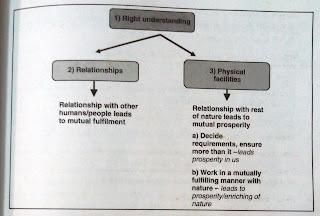 1) Right understanding
2) Relationships
3) Physical
facilities
Relationship with other
humans/people leads
to mutual fulfilment
Relationship with rest
of nature leads to
mutual prosperity
a) Decide
requirements, ensure
more than it –leads
prosperity in us
b) Work in a mutually
fulfilling manner with
nature – leads to
prosperity/enriching of
nature